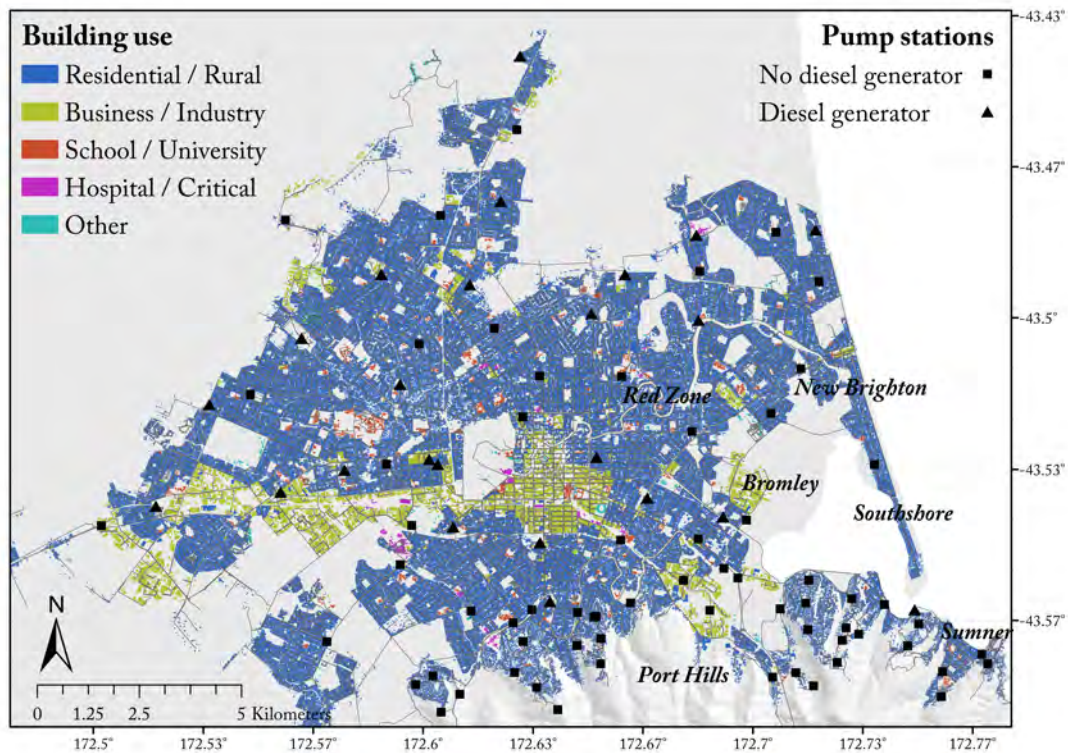 Building use
Residential / Rural
Business / Industry
School / University
Hospital / Critical
Other
Pump stations
No diesel generator
Diesel generator
-43.43°
-43.47°
-43.5°
-43.53°
-43.57°
Red Zone
New Brighton
Bromley
Southshore
Sumner
Port Hills
N
0 1.25 2.5 5 Kilometers
172.5° 172.53° 172.57° 172.6° 172.63° 172.67° 172.7° 172.73° 172.77°